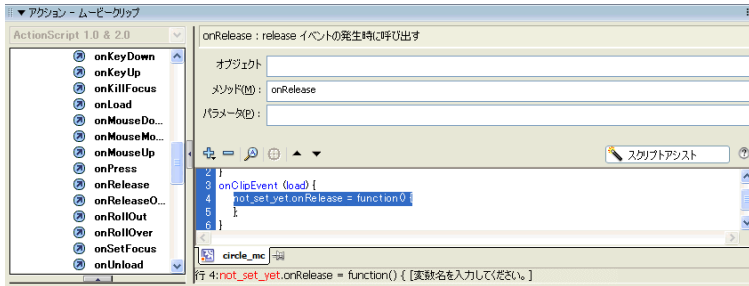 ▼ アクション - ムービークリップ
ActionScript 1.0 & 2.0
onKeyDown
onKeyUp
onKillFocus
onLoad
onMouseDo...
onMouseMo...
onMouseUp
onPress
onRelease
onReleaseO...
onRollOut
onRollOver
onSetFocus
onUnload
onRelease : release イベントの発生時に呼び出す
オブジェクト
メソッド(M) : onRelease
パラメータ(P) :
スクリプトアシスト
2 }
3 onClipEvent (load) {
4 not_set_yet.onRelease = function() {
5 };
6 }
circle_mc
行 4:not_set_yet.onRelease = function() { [変数名を入力してください。]